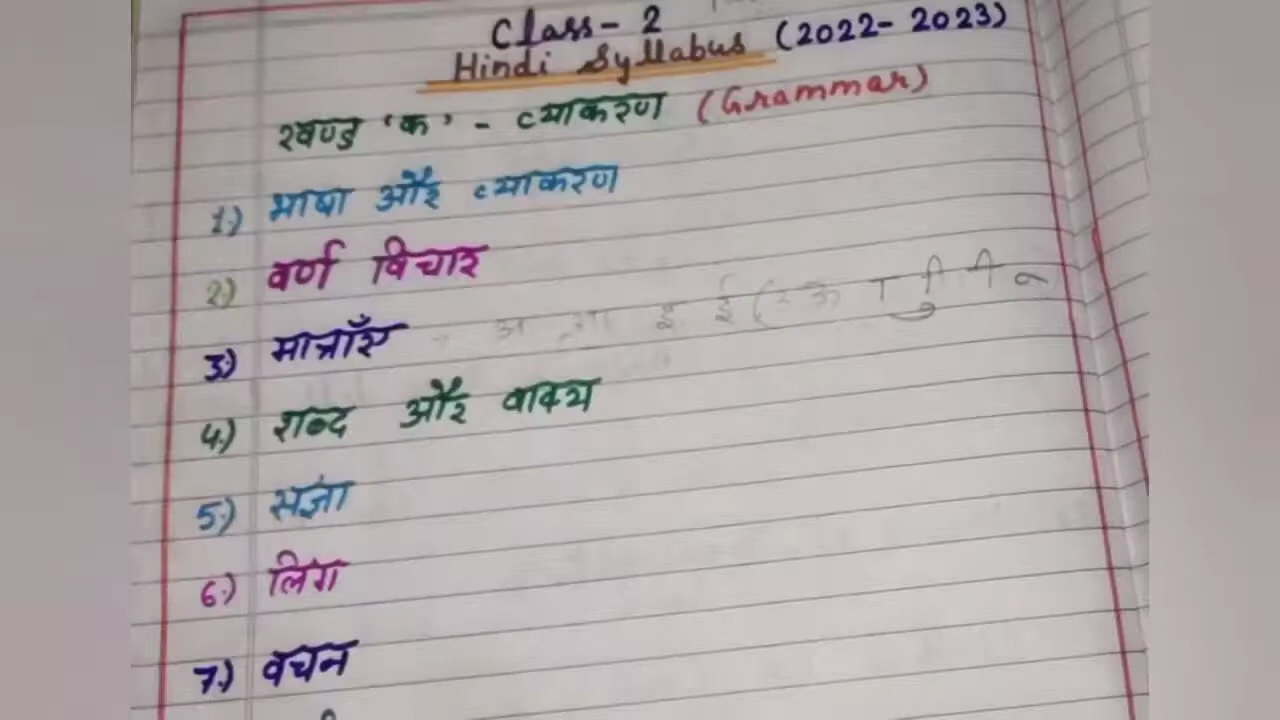 Class - 2
Hindi Syllabus (2022-2023)
खण्ड 'क' - व्याकरण (Grammar)
1.) भाषा और व्याकरण
2) वर्ण विचार
3.) मात्राएँ
4.) शब्द और वाक्य
5.) संज्ञा
6.) लिंग
7.) वचन